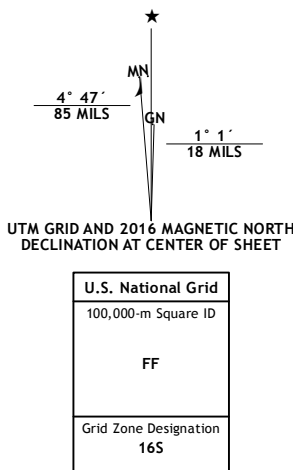 ★
MN
GN
4° 47´
85 MILS
1° 1´
18 MILS
UTM GRID AND 2016 MAGNETIC NORTH
DECLINATION AT CENTER OF SHEET
U.S. National Grid
100,000-m Square ID
FF
Grid Zone Designation
16S